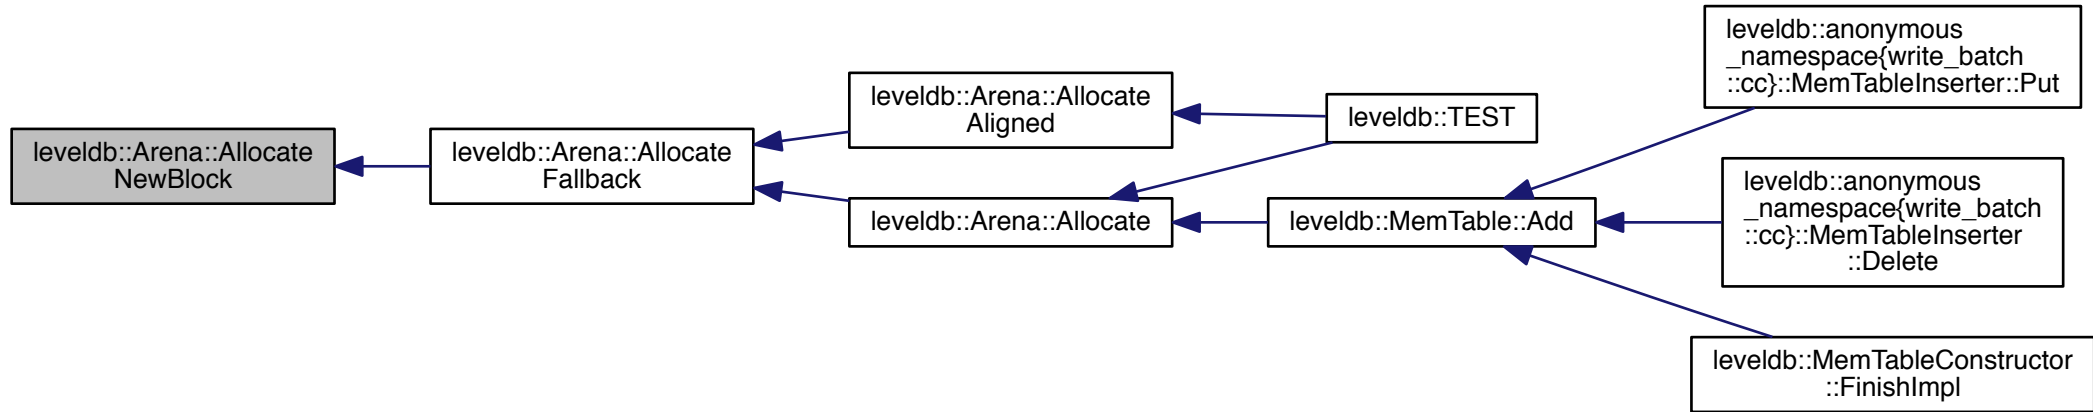 leveldb::Arena::Allocate
NewBlock
leveldb::Arena::Allocate
Fallback
leveldb::Arena::Allocate
Aligned
leveldb::Arena::Allocate
leveldb::TEST
leveldb::MemTable::Add
leveldb::anonymous
_namespace{write_batch
::cc}::MemTableInserter::Put
leveldb::anonymous
_namespace{write_batch
::cc}::MemTableInserter
::Delete
leveldb::MemTableConstructor
::FinishImpl